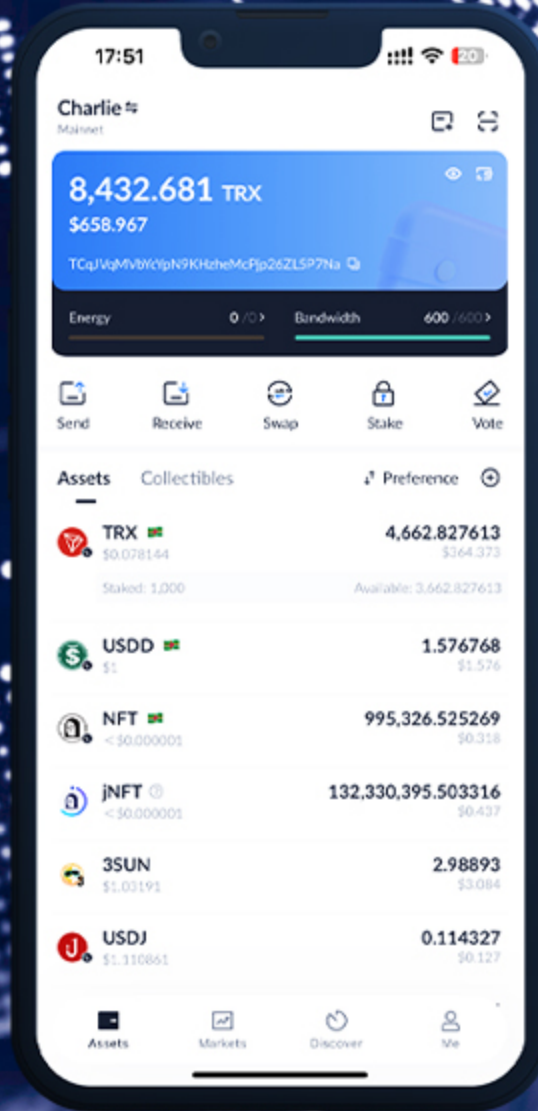 17:51
20
Charlie
Mainnet
8,432.681 TRX
$658.967
Energy 0 /0 > Bandwidth 600 /600 >
Send Receive Swap Stake Vote
Assets Collectibles Preference
TRX 4,662.827613
$0.078144 $364.373
Staked: 1,000 Available: 3,662.827613
USDD 1.576768
$1 $1.576
NFT 995,326.525269
<$0.000001 $0.318
jNFT 132,330,395.503316
<$0.000001 $0.437
3SUN 2.98893
$1.03191 $3.084
USDJ 0.114327
$1.110861 $0.127
Assets Markets Discover Me